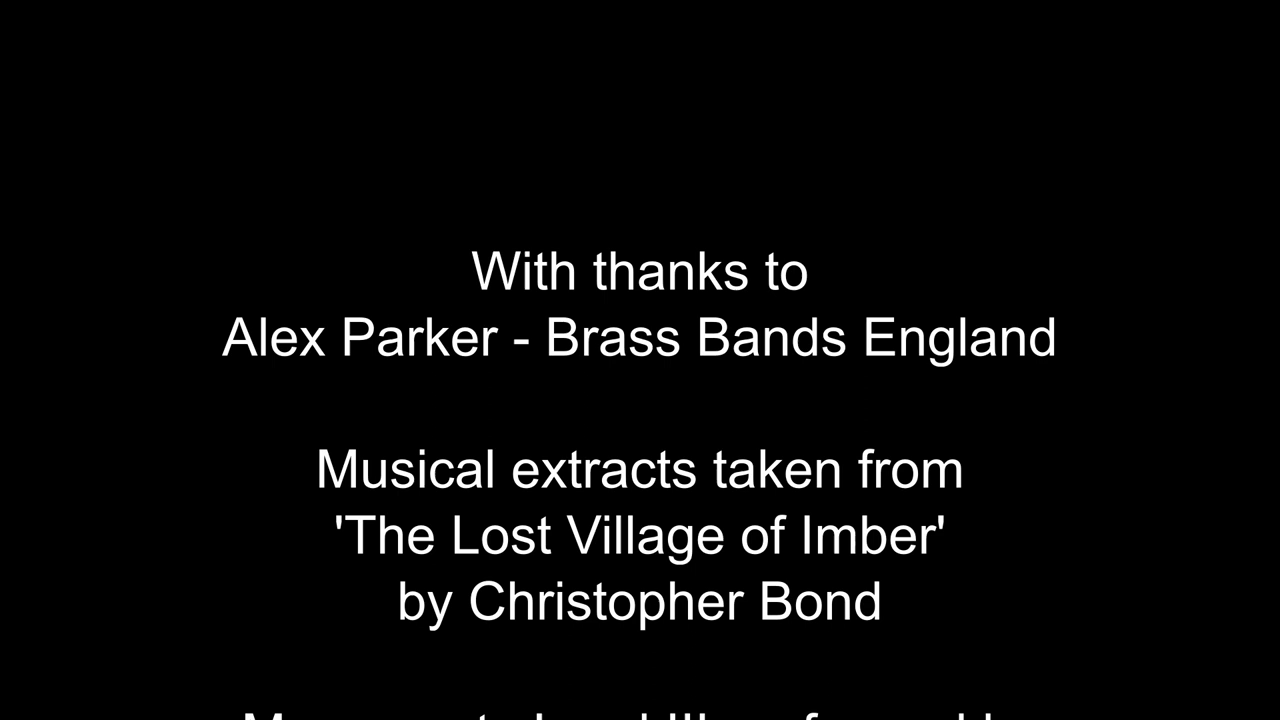 With thanks to
Alex Parker - Brass Bands England
Musical extracts taken from
'The Lost Village of Imber'
by Christopher Bond